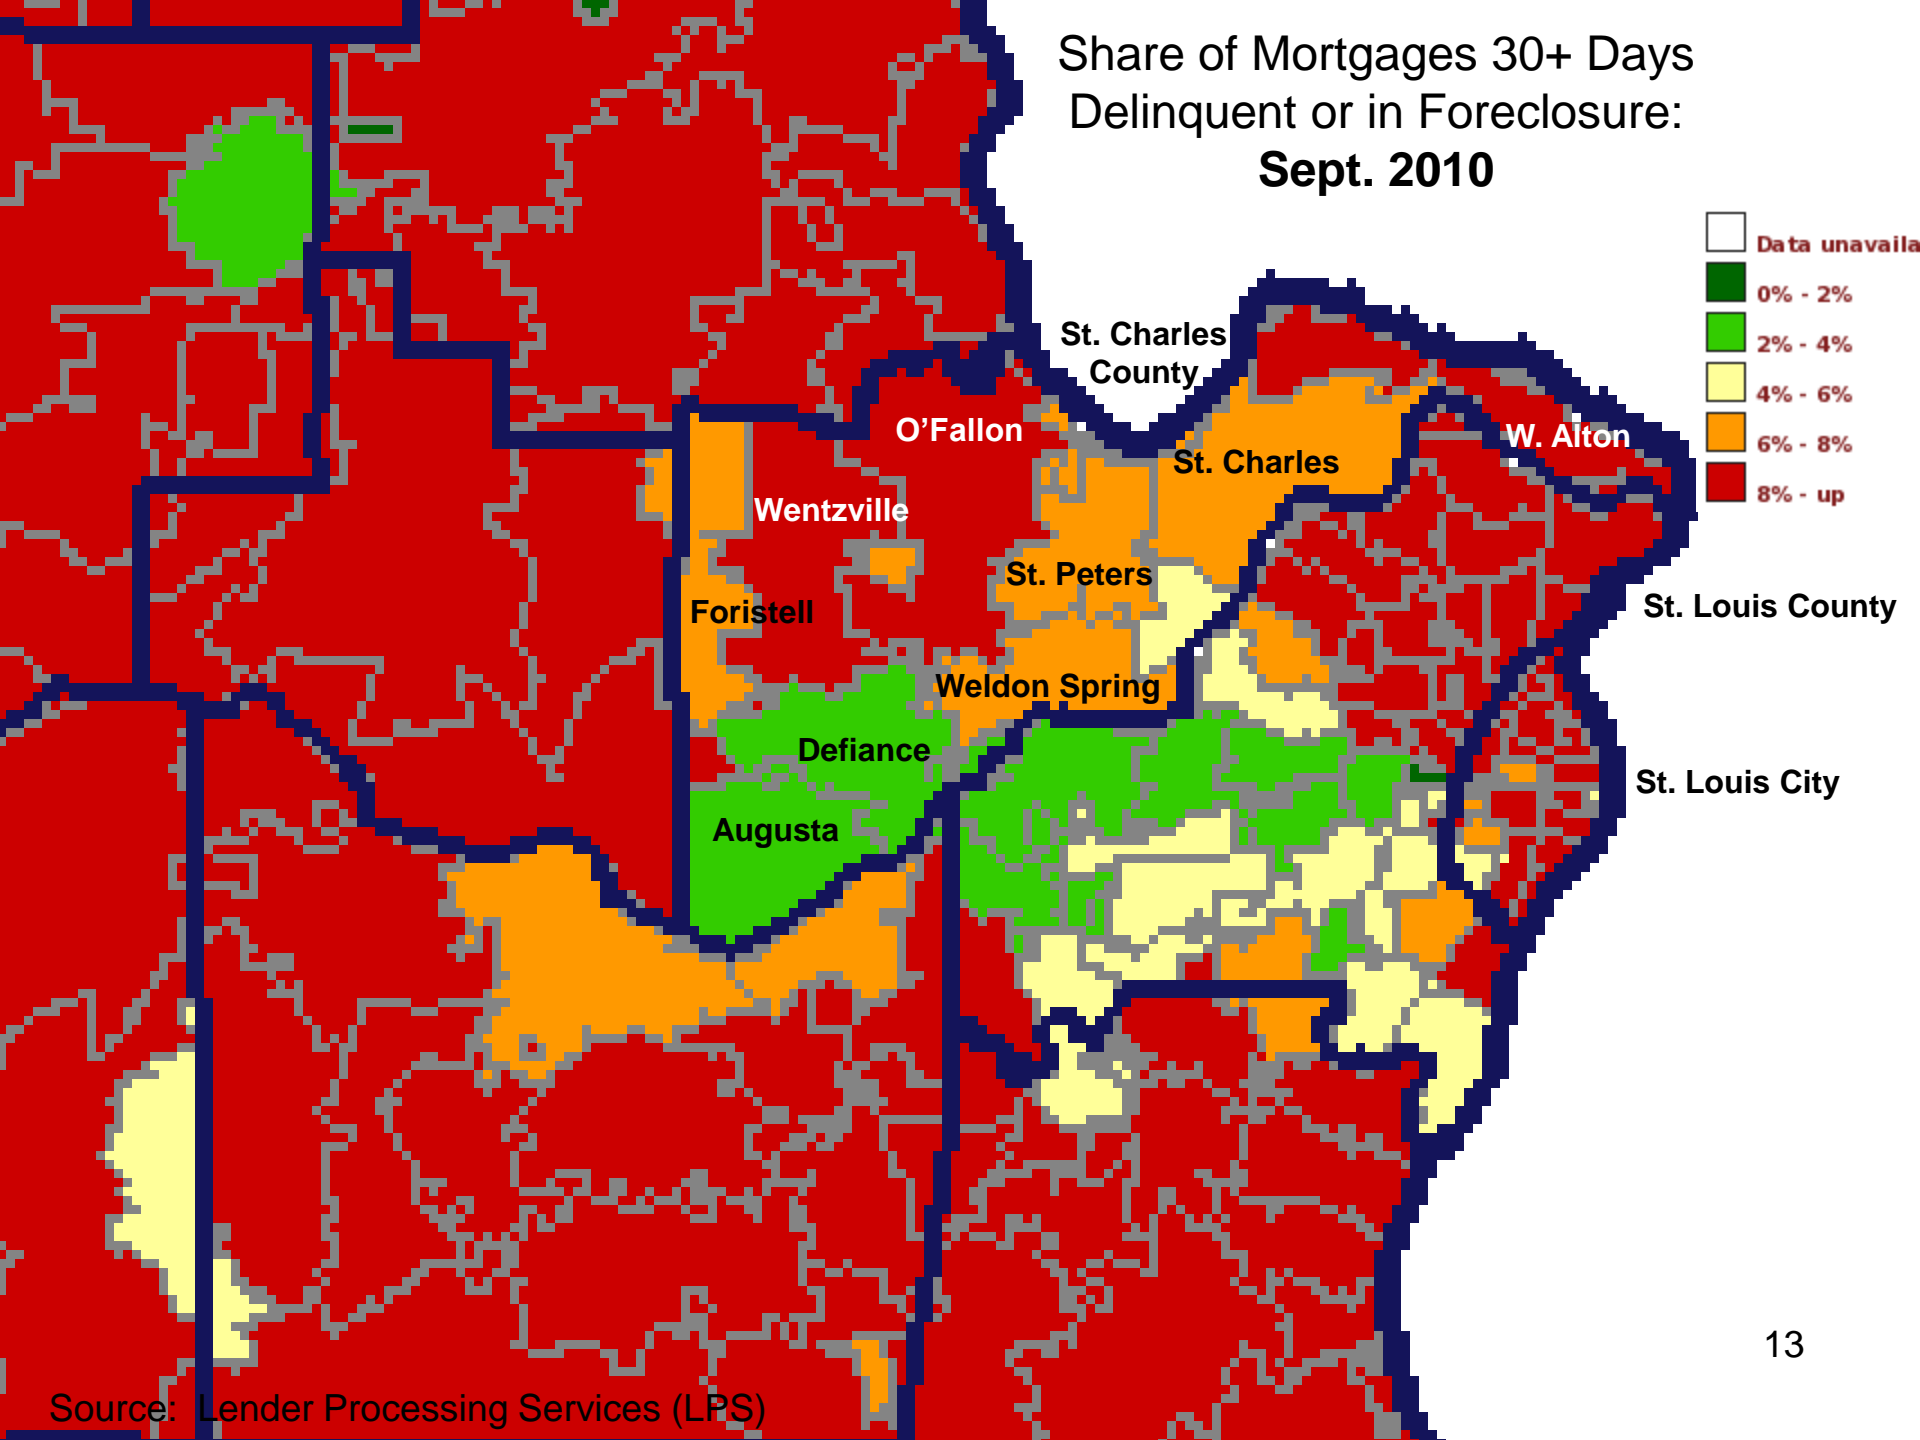 Share of Mortgages 30+ Days
Delinquent or in Foreclosure:
Sept. 2010
Data unavaila
0% - 2%
2% - 4%
4% - 6%
6% - 8%
8% - up
St. Charles
County
O'Fallon
W. Alton
St. Charles
Wentzville
St. Peters
Foristell
St. Louis County
Weldon Spring
Defiance
St. Louis City
Augusta
13
Source: Lender Processing Services (LPS)